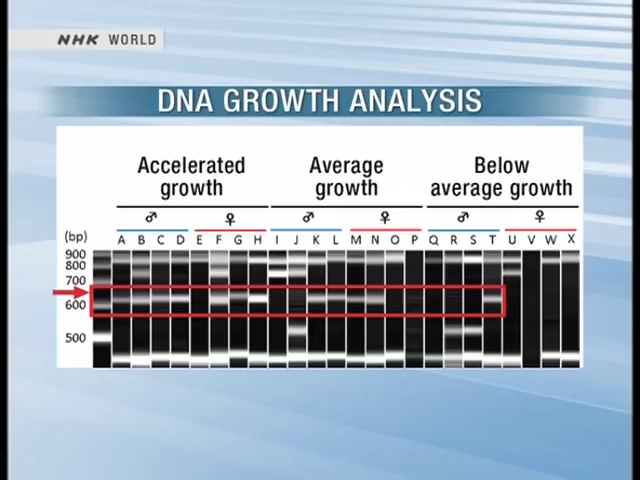 NHK WORLD
DNA GROWTH ANALYSIS
Accelerated growth
Average growth
Below average growth
♂ ♀ ♂ ♀ ♂ ♀
(bp) A B C D E F G H I J K L M N O P Q R S T U V W X
900
800
700
600
500